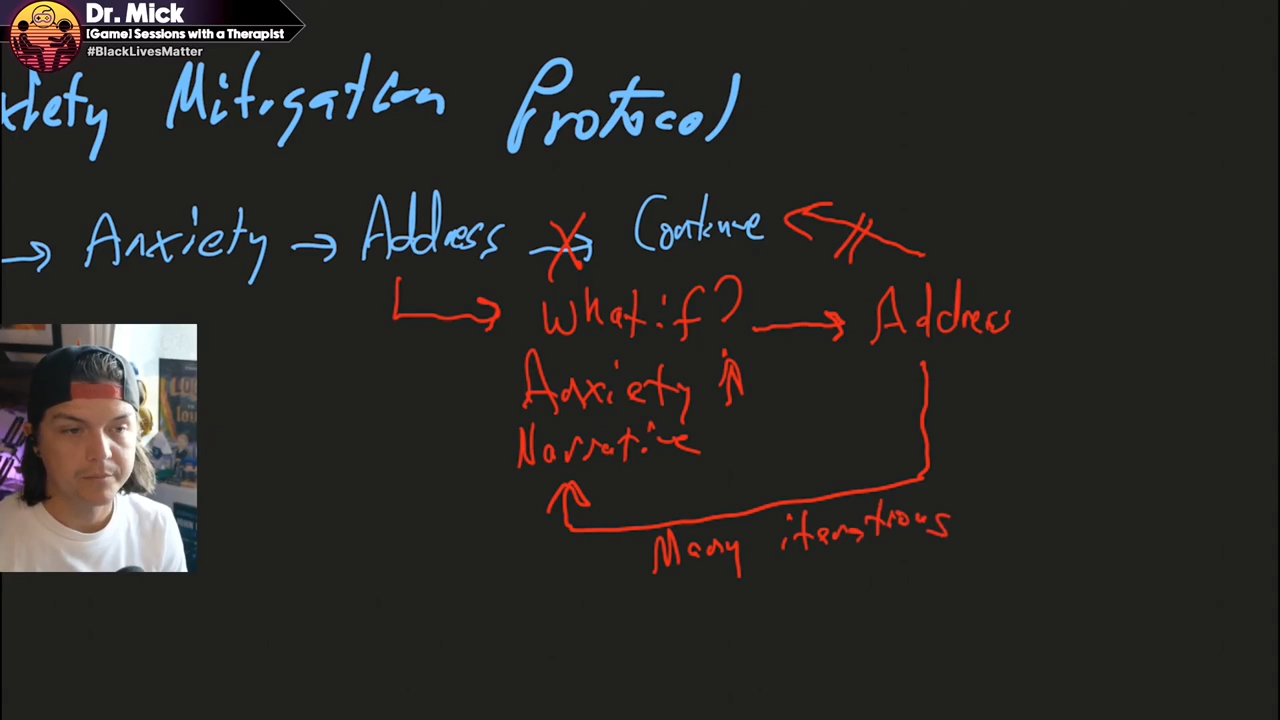 Dr. Mick
[Game] Sessions with a Therapist
#BlackLivesMatter
xiety Mitigation Protocol
→ Anxiety → Address → Continue
What if? → Address
Anxiety ↑
Narrative
Many iterations